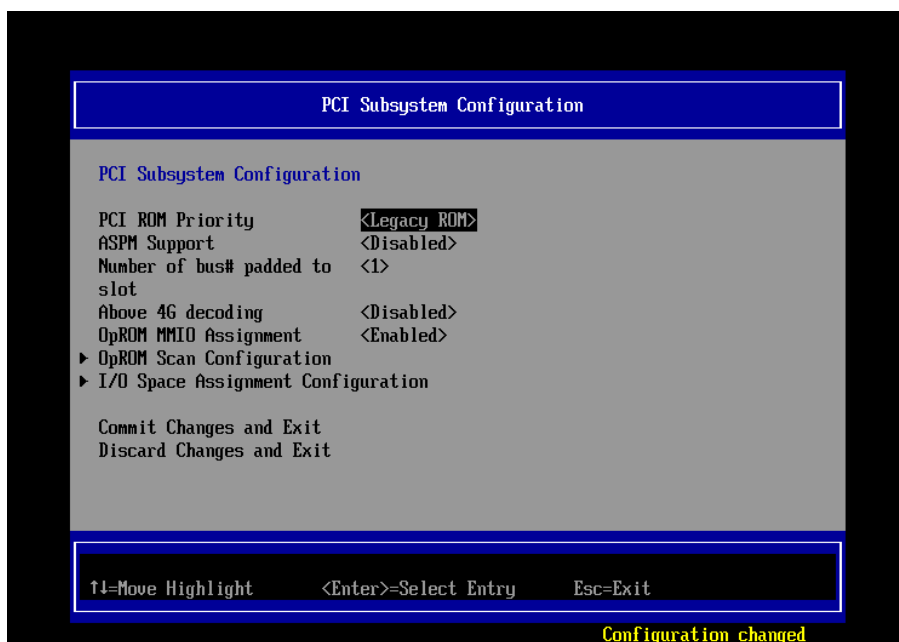 PCI Subsystem Configuration
PCI Subsystem Configuration
PCI ROM Priority <Legacy ROM>
ASPM Support <Disabled>
Number of bus# padded to <1>
slot
Above 4G decoding <Disabled>
OpROM MMIO Assignment <Enabled>
▶ OpROM Scan Configuration
▶ I/O Space Assignment Configuration
Commit Changes and Exit
Discard Changes and Exit
↑↓=Move Highlight <Enter>=Select Entry Esc=Exit
Configuration changed